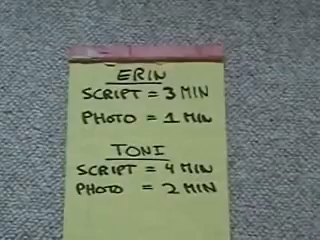 ERIN
SCRIPT = 3 MIN
PHOTO = 1 MIN
TONI
SCRIPT = 4 MIN
PHOTO = 2 MIN